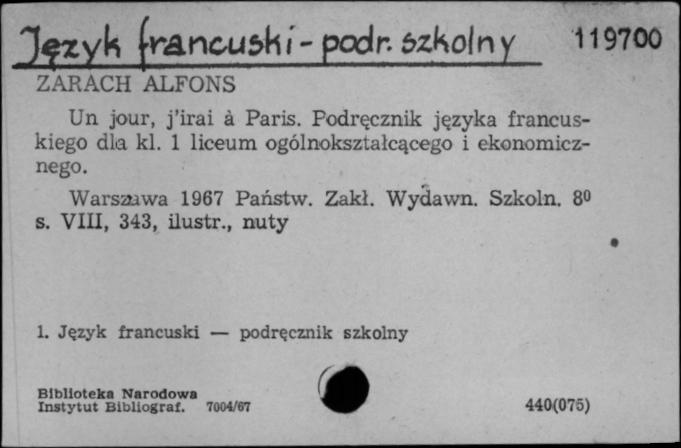 Język francuski - podr. szkolny 119700
ZARACH ALFONS
Un jour, j'irai à Paris. Podręcznik języka francus-
kiego dla kl. 1 liceum ogólnokształcącego i ekonomicz-
nego.
Warszawa 1967 Państw. Zakł. Wydawn. Szkoln. 8⁰
s. VIII, 343, ilustr., nuty
1. Język francuski — podręcznik szkolny
Biblioteka Narodowa
Instytut Bibliograf. 7004/67 440(075)